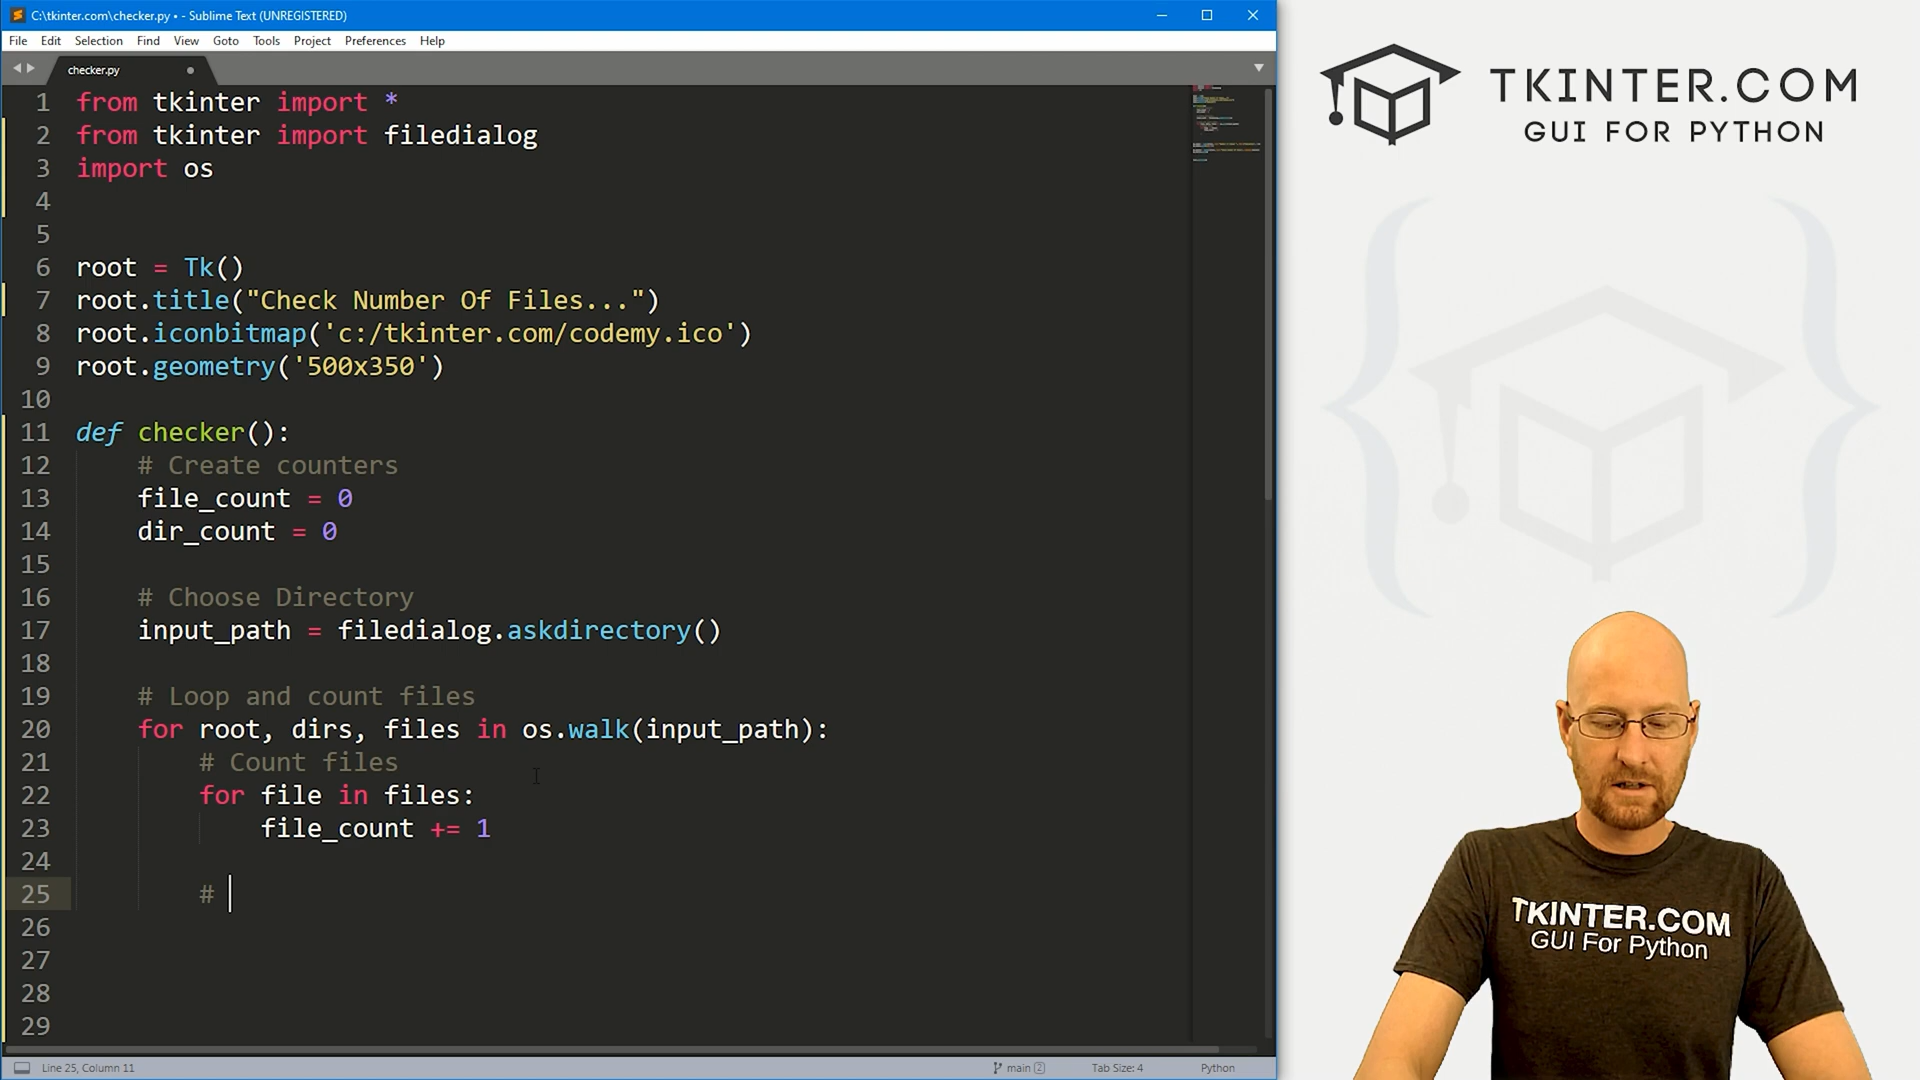 C:\tkinter.com\checker.py • - Sublime Text (UNREGISTERED)
File Edit Selection Find View Goto Tools Project Preferences Help
checker.py
1 from tkinter import *
2 from tkinter import filedialog
3 import os
4
5
6 root = Tk()
7 root.title("Check Number Of Files...")
8 root.iconbitmap('c:/tkinter.com/codemy.ico')
9 root.geometry('500x350')
10
11 def checker():
12 # Create counters
13 file_count = 0
14 dir_count = 0
15
16 # Choose Directory
17 input_path = filedialog.askdirectory()
18
19 # Loop and count files
20 for root, dirs, files in os.walk(input_path):
21 # Count files
22 for file in files:
23 file_count += 1
24
25 #
26
27
28
29
Line 25, Column 11
main 2
Tab Size: 4
Python
TKINTER.COM
GUI FOR PYTHON
TKINTER.COM
GUI For Python